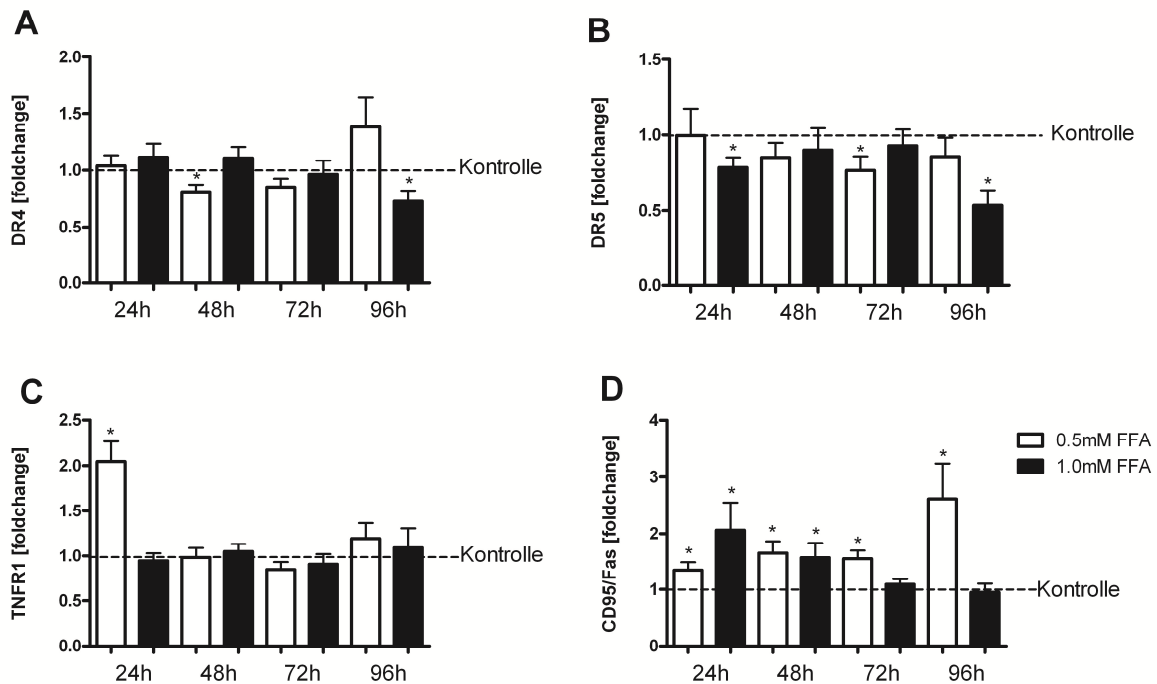 A
DR4 [foldchange]
2.0
1.5
1.0
0.5
0.0
*
*
Kontrolle
24h 48h 72h 96h
B
DR5 [foldchange]
1.5
1.0
0.5
0.0
*
*
*
Kontrolle
24h 48h 72h 96h
C
TNFR1 [foldchange]
2.5
2.0
1.5
1.0
0.5
0.0
*
Kontrolle
24h 48h 72h 96h
D
CD95/Fas [foldchange]
4
3
2
1
0
*
*
*
*
*
*
Kontrolle
24h 48h 72h 96h
0.5mM FFA
1.0mM FFA